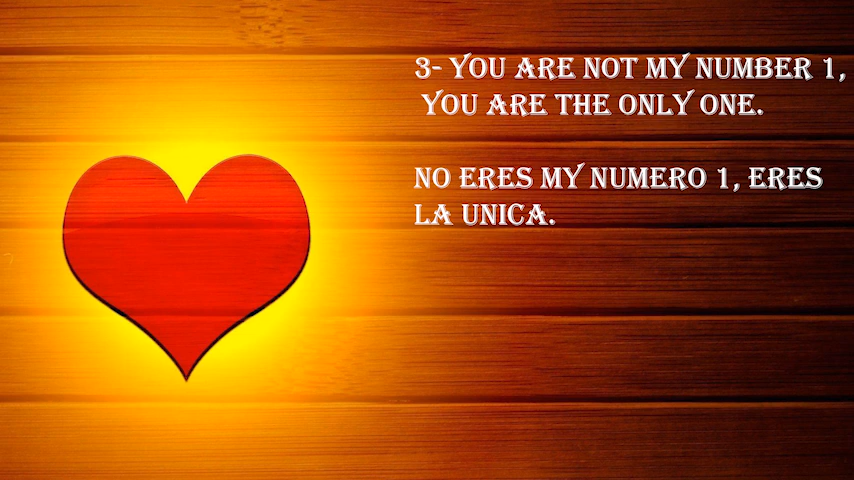 3- YOU ARE NOT MY NUMBER 1,
YOU ARE THE ONLY ONE.
NO ERES MY NUMERO 1, ERES
LA UNICA.